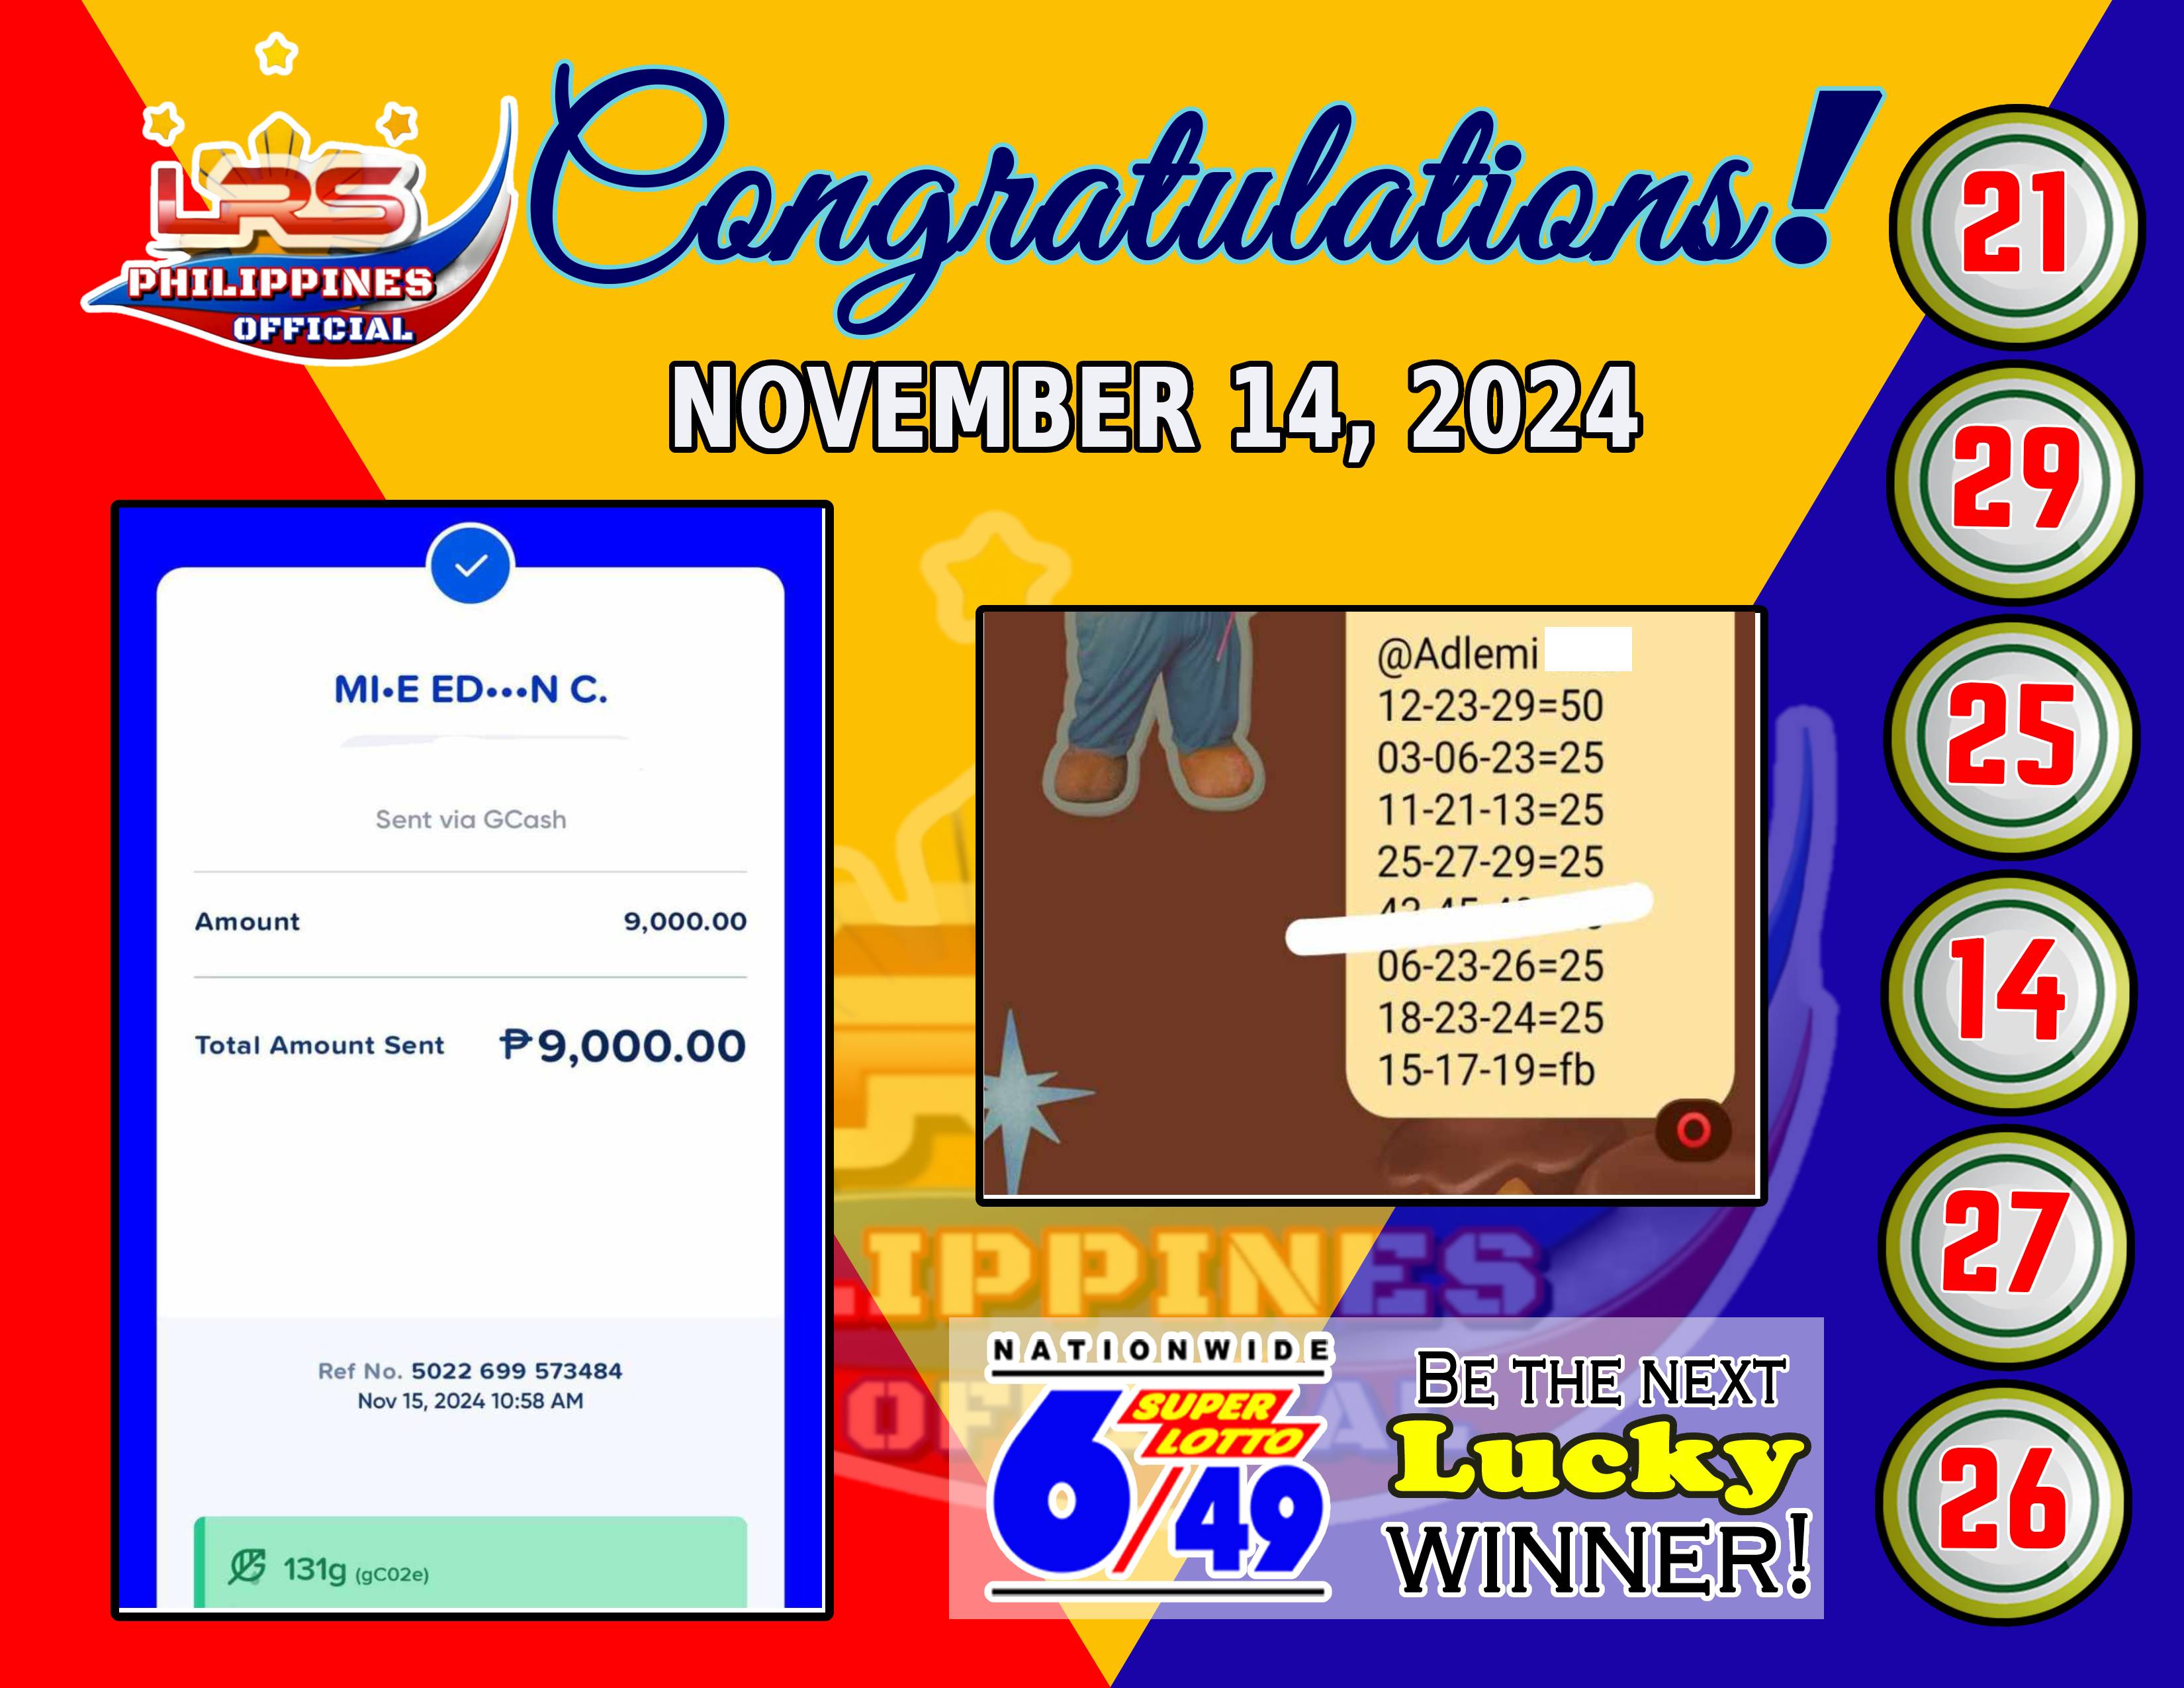 LRS
PHILIPPINES
OFFICIAL
Congratulations!
NOVEMBER 14, 2024
MI•E ED•••N C.
Sent via GCash
Amount 9,000.00
Total Amount Sent ₱9,000.00
Ref No. 5022 699 573484
Nov 15, 2024 10:58 AM
131g (gC02e)
@Adlemi
12-23-29=50
03-06-23=25
11-21-13=25
25-27-29=25
06-23-26=25
18-23-24=25
15-17-19=fb
LIPPINES
NATIONWIDE
SUPER
LOTTO
6/49
BE THE NEXT
Lucky
WINNER!
21
29
25
14
27
26